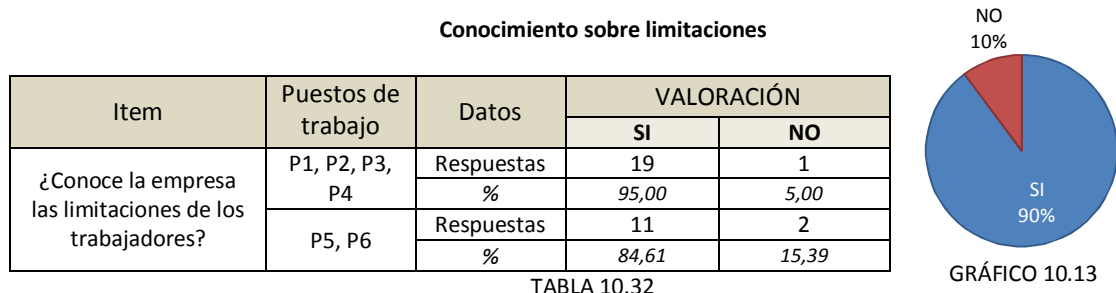 Conocimiento sobre limitaciones
Item
Puestos de
trabajo
Datos
VALORACIÓN
SI
NO
¿Conoce la empresa
las limitaciones de los
trabajadores?
P1, P2, P3,
P4
Respuestas
19
1
%
95,00
5,00
P5, P6
Respuestas
11
2
%
84,61
15,39
TABLA 10.32
NO
10%
SI
90%
GRÁFICO 10.13